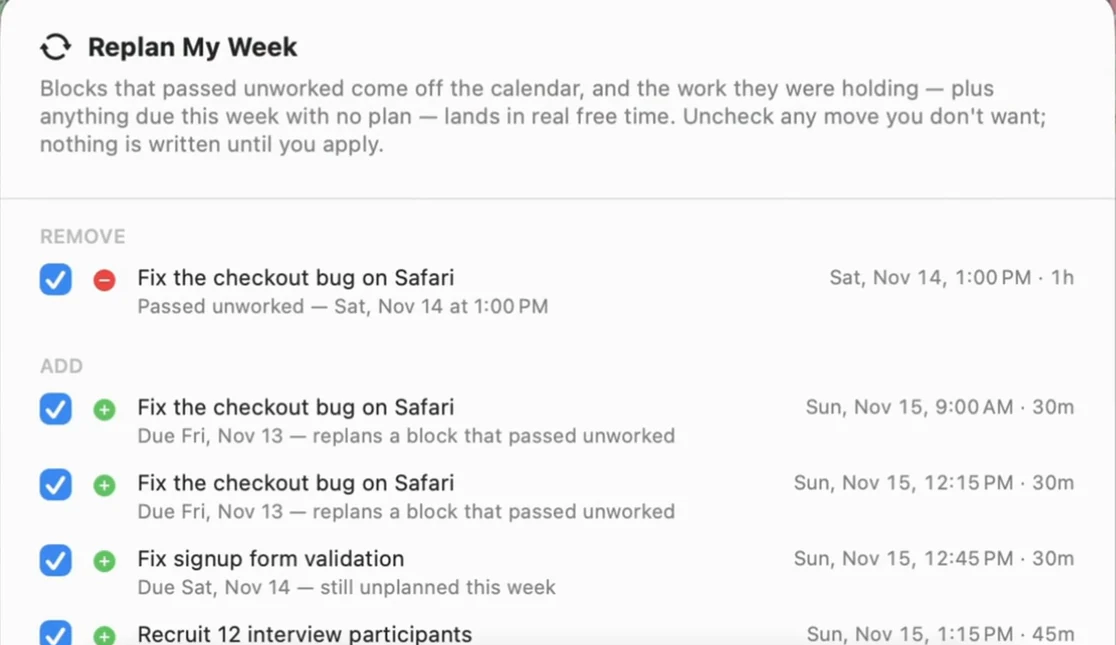 Replan My Week
Blocks that passed unworked come off the calendar, and the work they were holding — plus
anything due this week with no plan — lands in real free time. Uncheck any move you don't want;
nothing is written until you apply.
REMOVE
Fix the checkout bug on Safari
Sat, Nov 14, 1:00 PM · 1h
Passed unworked — Sat, Nov 14 at 1:00 PM
ADD
Fix the checkout bug on Safari
Sun, Nov 15, 9:00 AM · 30m
Due Fri, Nov 13 — replans a block that passed unworked
Fix the checkout bug on Safari
Sun, Nov 15, 12:15 PM · 30m
Due Fri, Nov 13 — replans a block that passed unworked
Fix signup form validation
Sun, Nov 15, 12:45 PM · 30m
Due Sat, Nov 14 — still unplanned this week
Recruit 12 interview participants
Sun, Nov 15, 1:15 PM · 45m